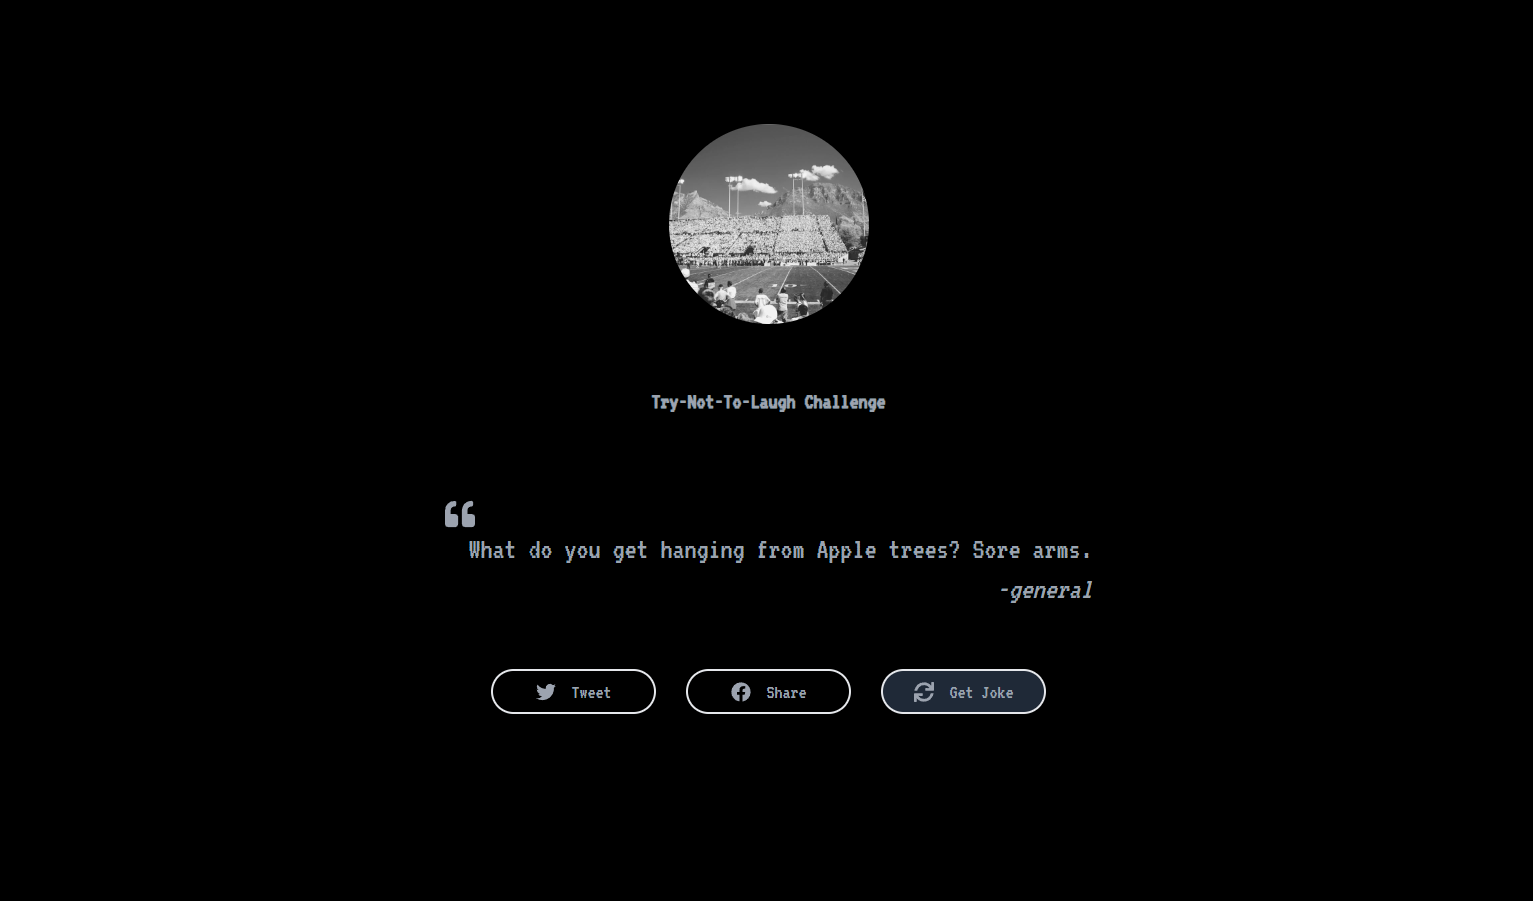 Try-Not-To-Laugh Challenge
What do you get hanging from Apple trees? Sore arms.
-general
Tweet
Share
Get Joke